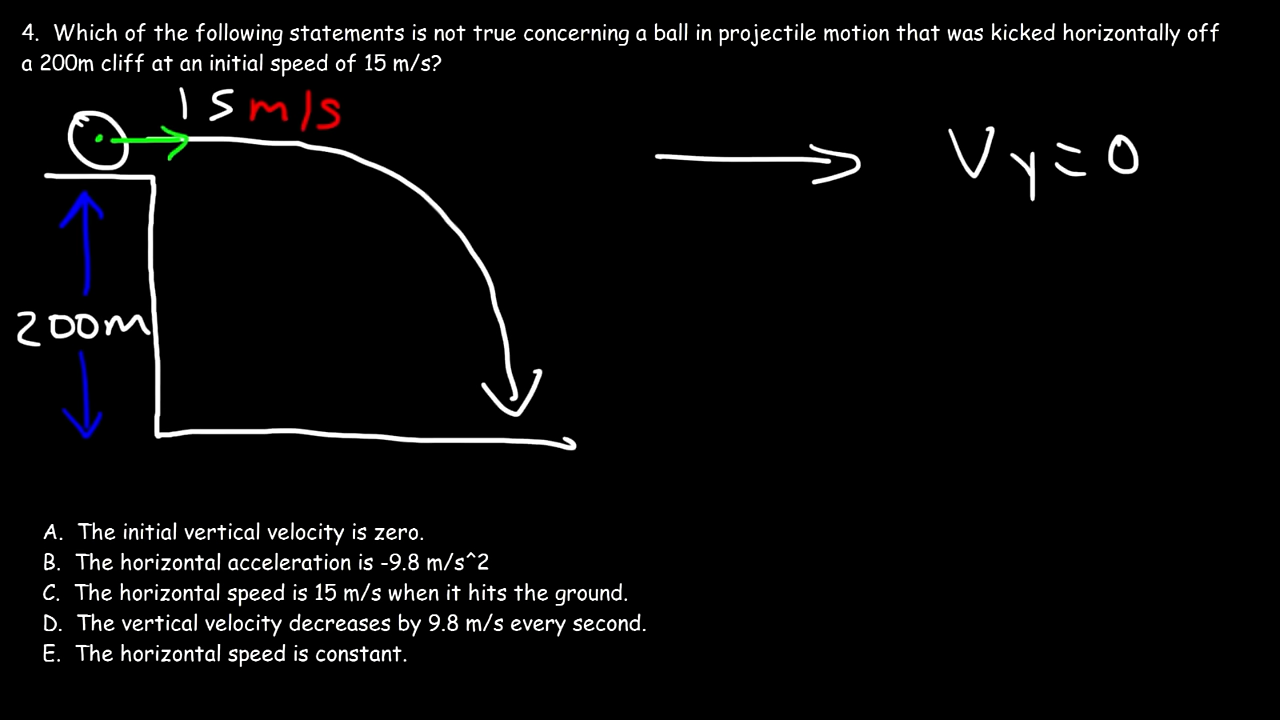 4. Which of the following statements is not true concerning a ball in projectile motion that was kicked horizontally off
a 200m cliff at an initial speed of 15 m/s?
15 m/s
Vy = 0
200m
A. The initial vertical velocity is zero.
B. The horizontal acceleration is -9.8 m/s^2
C. The horizontal speed is 15 m/s when it hits the ground.
D. The vertical velocity decreases by 9.8 m/s every second.
E. The horizontal speed is constant.